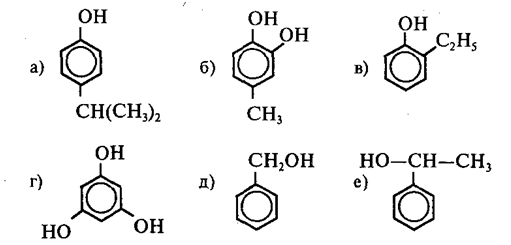 OH
OH
OH
OH
C₂H₅
а)
б)
в)
CH(CH₃)₂
CH₃
OH
CH₂OH
HO—CH—CH₃
г)
д)
е)
HO
OH